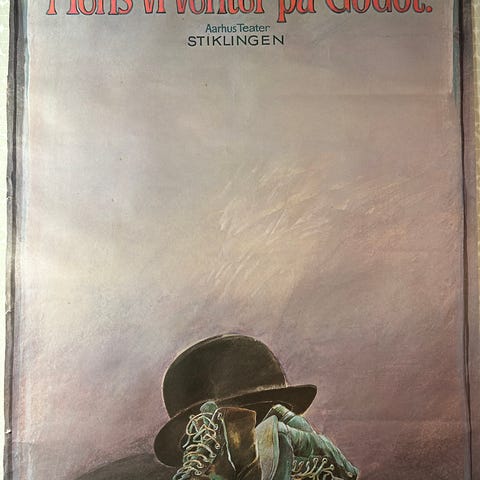 Mens vi venter på Godot.
Aarhus Teater
STIKLINGEN